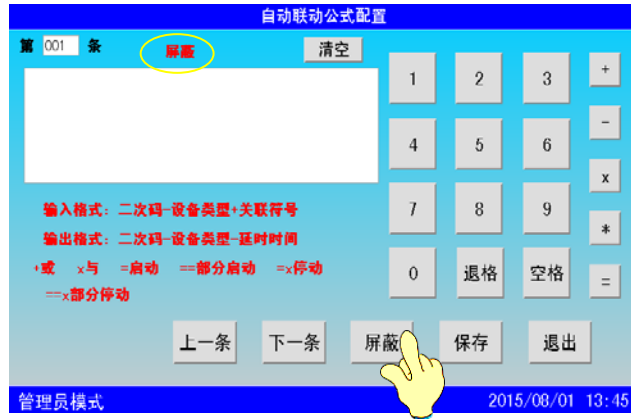 自动联动公式配置
第 001 条 屏蔽 清空
1 2 3 +
4 5 6 -
x
输入格式: 二次码-设备类型+关联符号
7 8 9
*
输出格式: 二次码-设备类型-延时时间
+或 x与 =启动 ==部分启动 =x停动
0 退格 空格 =
==x部分停动
上一条 下一条 屏蔽 保存 退出
管理员模式 2015/08/01 13:45